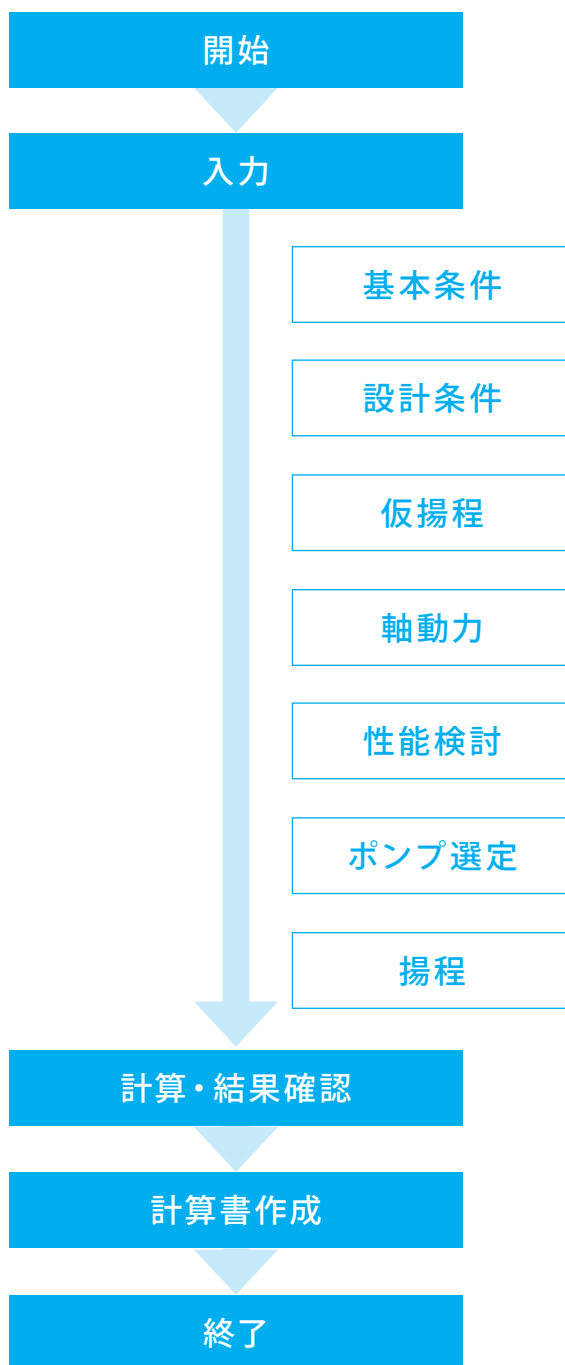 開始
入力
基本条件
設計条件
仮揚程
軸動力
性能検討
ポンプ選定
揚程
計算・結果確認
計算書作成
終了